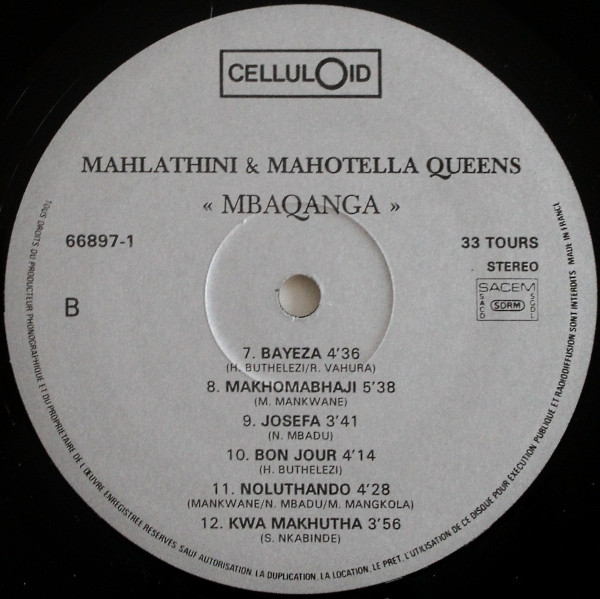 CELLULOID
MAHLATHINI & MAHOTELLA QUEENS
« MBAQANGA »
66897-1
33 TOURS
STEREO
B
SACEM
SACD
SDRM
SGDL
7. BAYEZA 4'36
(H. BUTHELEZI/R. VAHURA)
8. MAKHOMABHAJI 5'38
(M. MANKWANE)
9. JOSEFA 3'41
(N. MBADU)
10. BON JOUR 4'14
(H. BUTHELEZI)
11. NOLUTHANDO 4'28
(MANKWANE/N. MBADU/M. MANGKOLA)
12. KWA MAKHUTHA 3'56
(S. NKABINDE)
TOUS DROITS DU PRODUCTEUR PHONOGRAPHIQUE ET DU PROPRIETAIRE DE L'ŒUVRE ENREGISTREE RESERVES SAUF AUTORISATION LA DUPLICATION, LA LOCATION, LE PRET, L'UTILISATION DE CE DISQUE POUR EXECUTION PUBLIQUE ET RADIODIFFUSION SONT INTERDITS MADE IN FRANCE